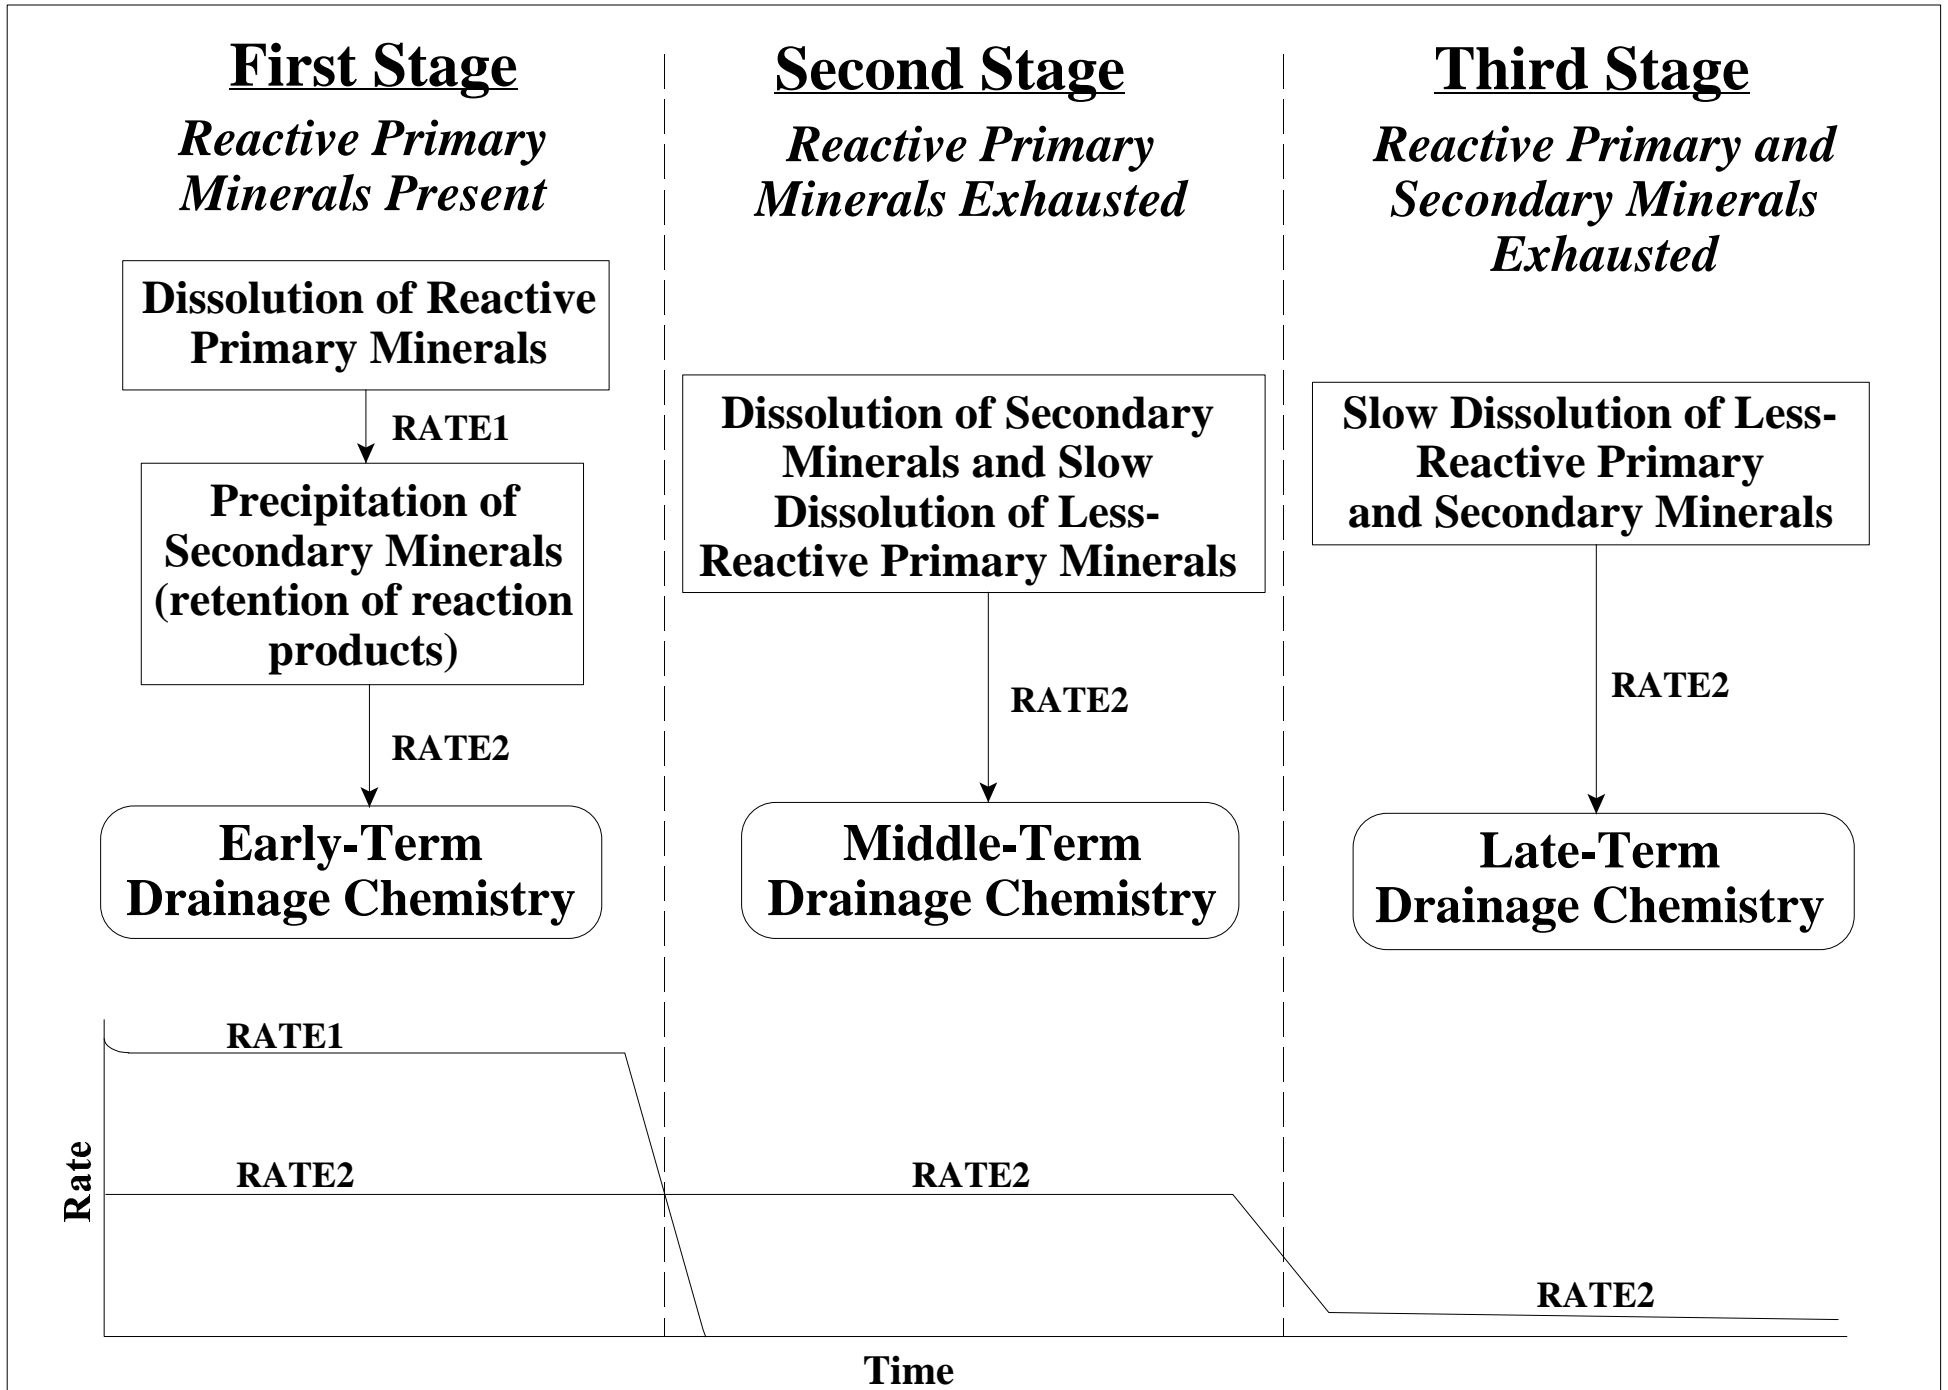 First Stage
Reactive Primary
Minerals Present
Dissolution of Reactive
Primary Minerals
RATE1
Precipitation of
Secondary Minerals
(retention of reaction
products)
RATE2
Early-Term
Drainage Chemistry
Second Stage
Reactive Primary
Minerals Exhausted
Dissolution of Secondary
Minerals and Slow
Dissolution of Less-
Reactive Primary Minerals
RATE2
Middle-Term
Drainage Chemistry
Third Stage
Reactive Primary and
Secondary Minerals
Exhausted
Slow Dissolution of Less-
Reactive Primary
and Secondary Minerals
RATE2
Late-Term
Drainage Chemistry
Rate
RATE1
RATE2
RATE2
RATE2
Time